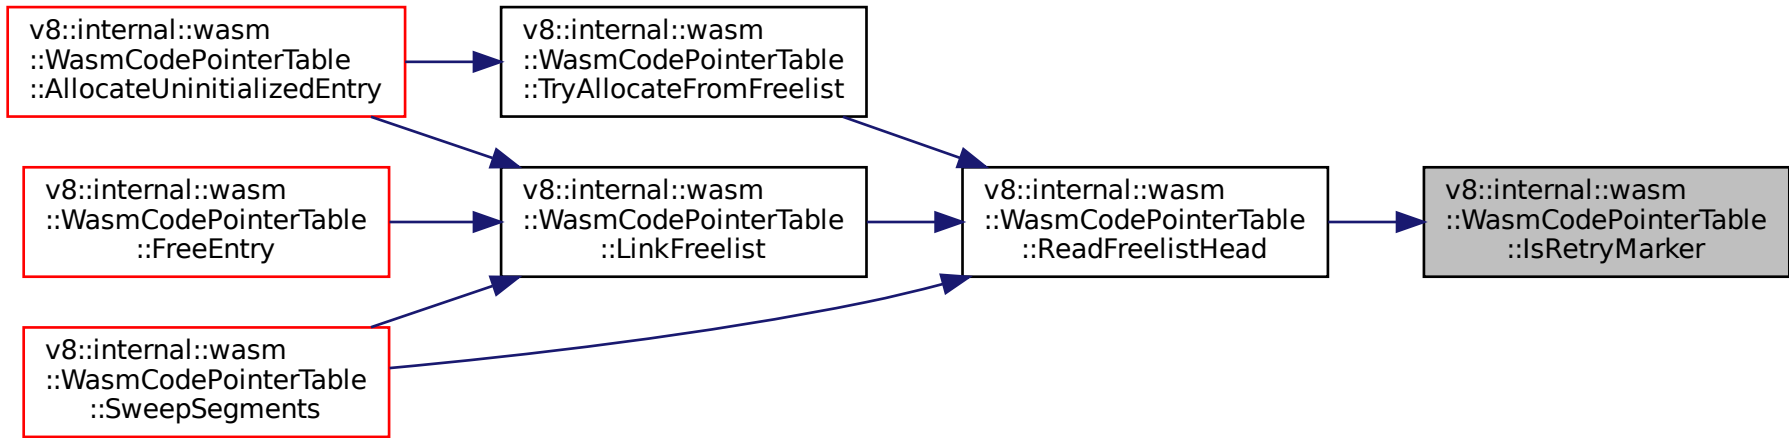 v8::internal::wasm
::WasmCodePointerTable
::AllocateUninitializedEntry
v8::internal::wasm
::WasmCodePointerTable
::TryAllocateFromFreelist
v8::internal::wasm
::WasmCodePointerTable
::FreeEntry
v8::internal::wasm
::WasmCodePointerTable
::LinkFreelist
v8::internal::wasm
::WasmCodePointerTable
::ReadFreelistHead
v8::internal::wasm
::WasmCodePointerTable
::IsRetryMarker
v8::internal::wasm
::WasmCodePointerTable
::SweepSegments